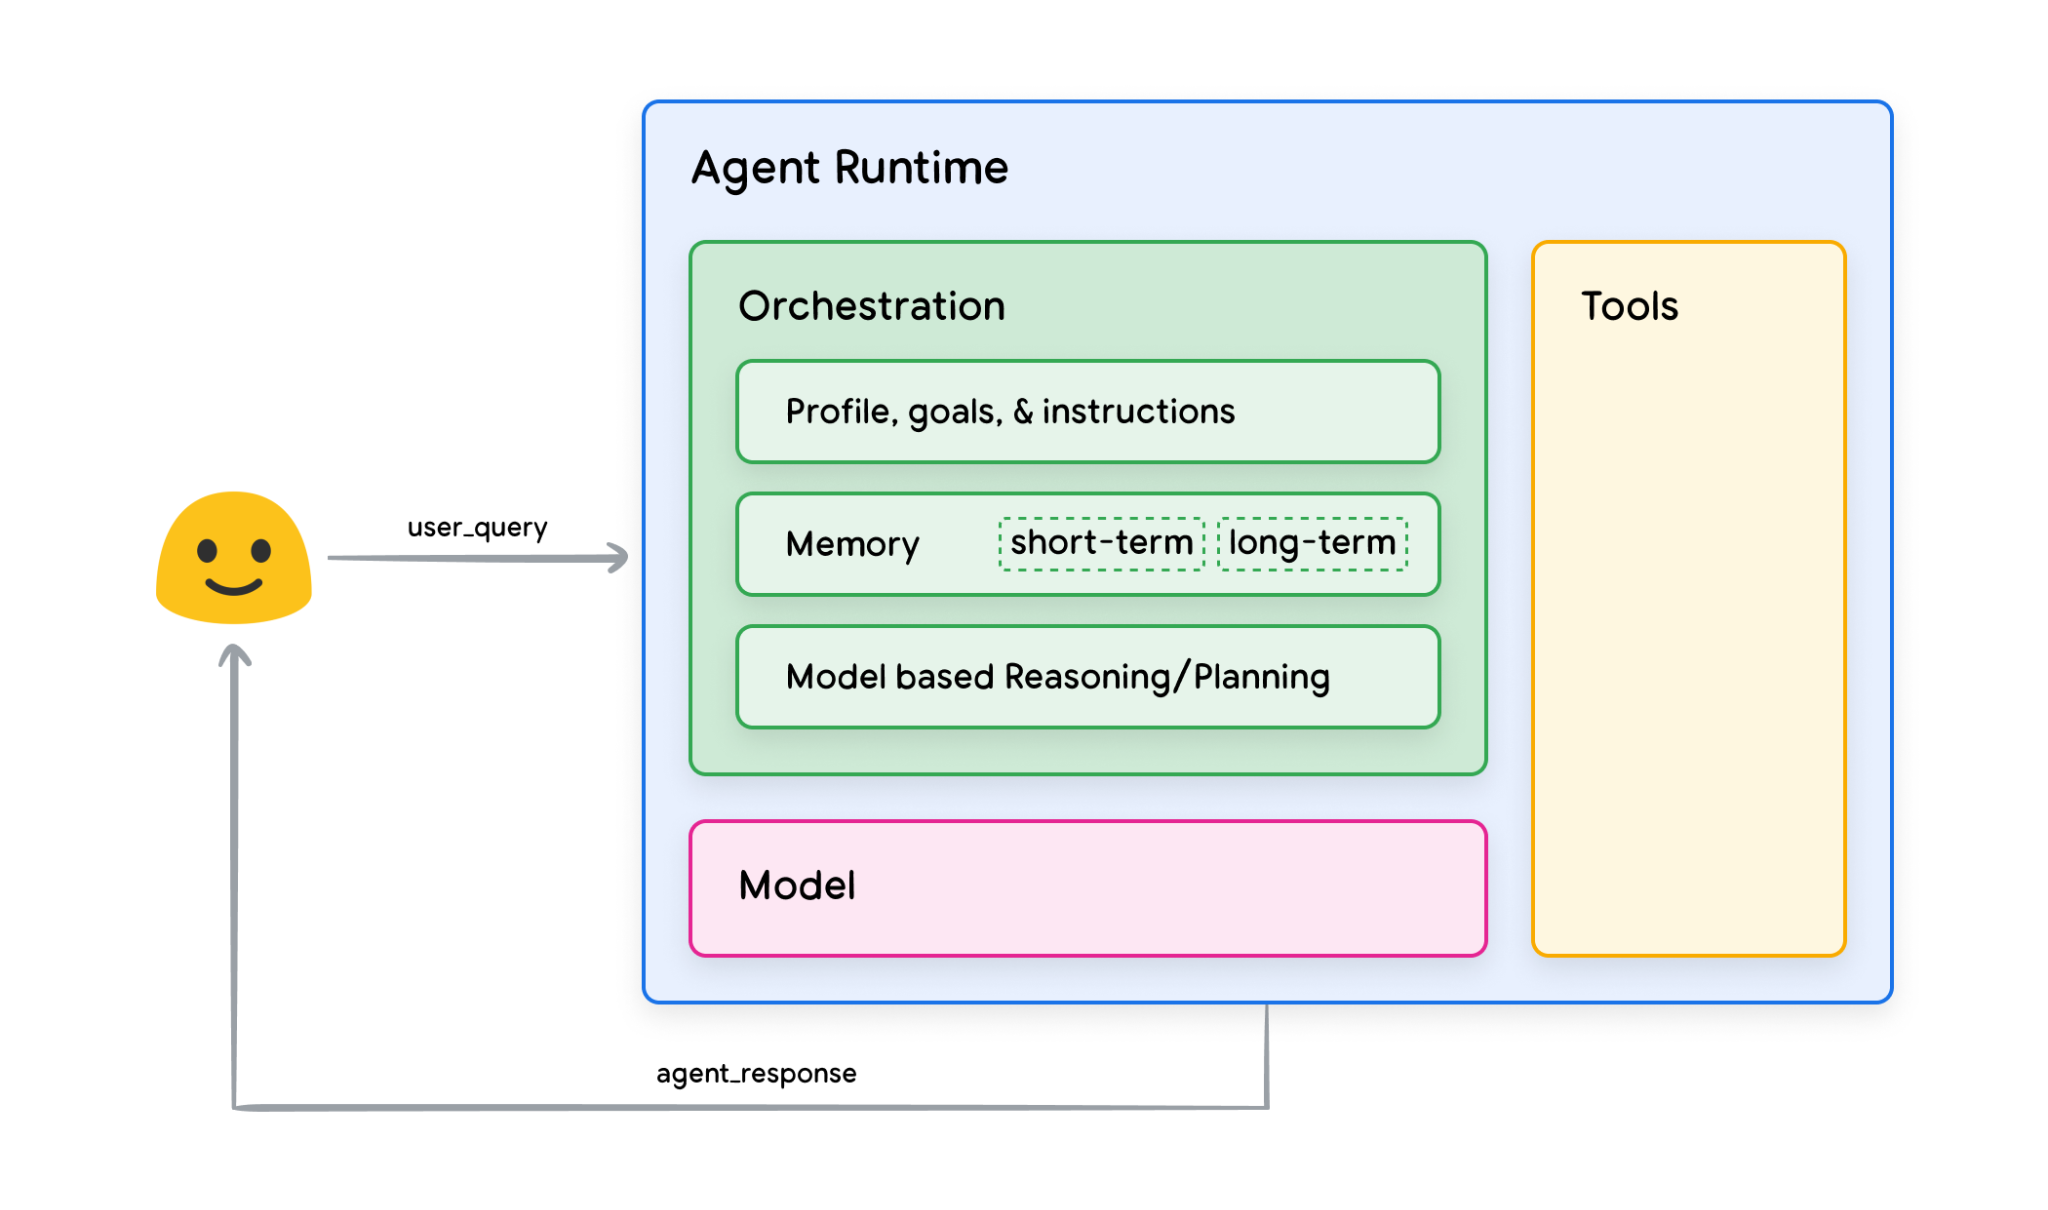 Agent Runtime
Orchestration
Tools
Profile, goals, & instructions
user_query
Memory short-term long-term
Model based Reasoning/Planning
Model
agent_response